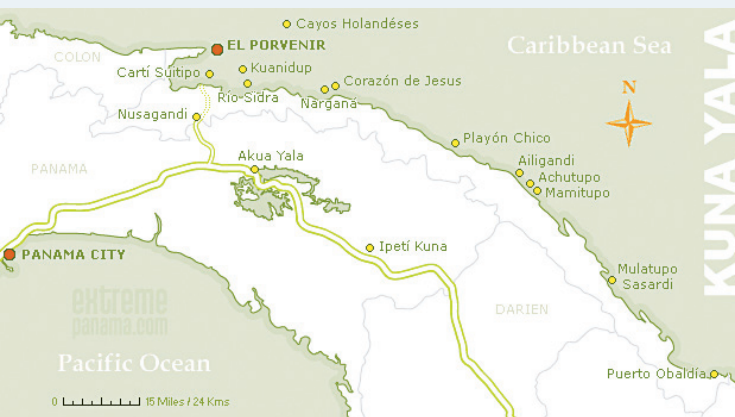 Cayos Holandéses
COLON
EL PORVENIR
Caribbean Sea
Cartí Suitipo
Kuanidup
Corazón de Jesus
Río Sidra
Narganá
N
Nusagandi
Playón Chico
KUNA YALA
PANAMA
Akua Yala
Ailigandi
Achutupo
Mamitupo
Ipetí Kuna
PANAMA CITY
Mulatupo
Sasardi
extreme
panama.com
DARIEN
Pacific Ocean
Puerto Obaldía
0 15 Miles / 24 Kms